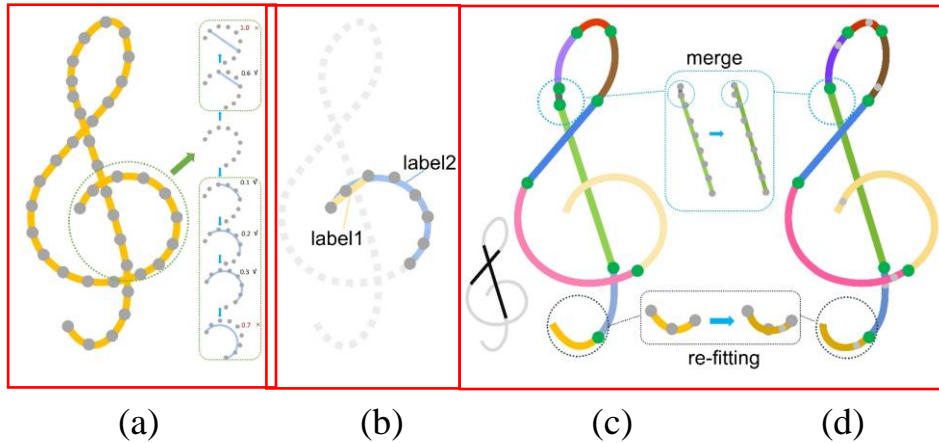 1.0 ×
0.6 √
0.1 √
0.2 √
0.3 √
0.7 ×
label2
label1
merge
re-fitting
(a) (b) (c) (d)